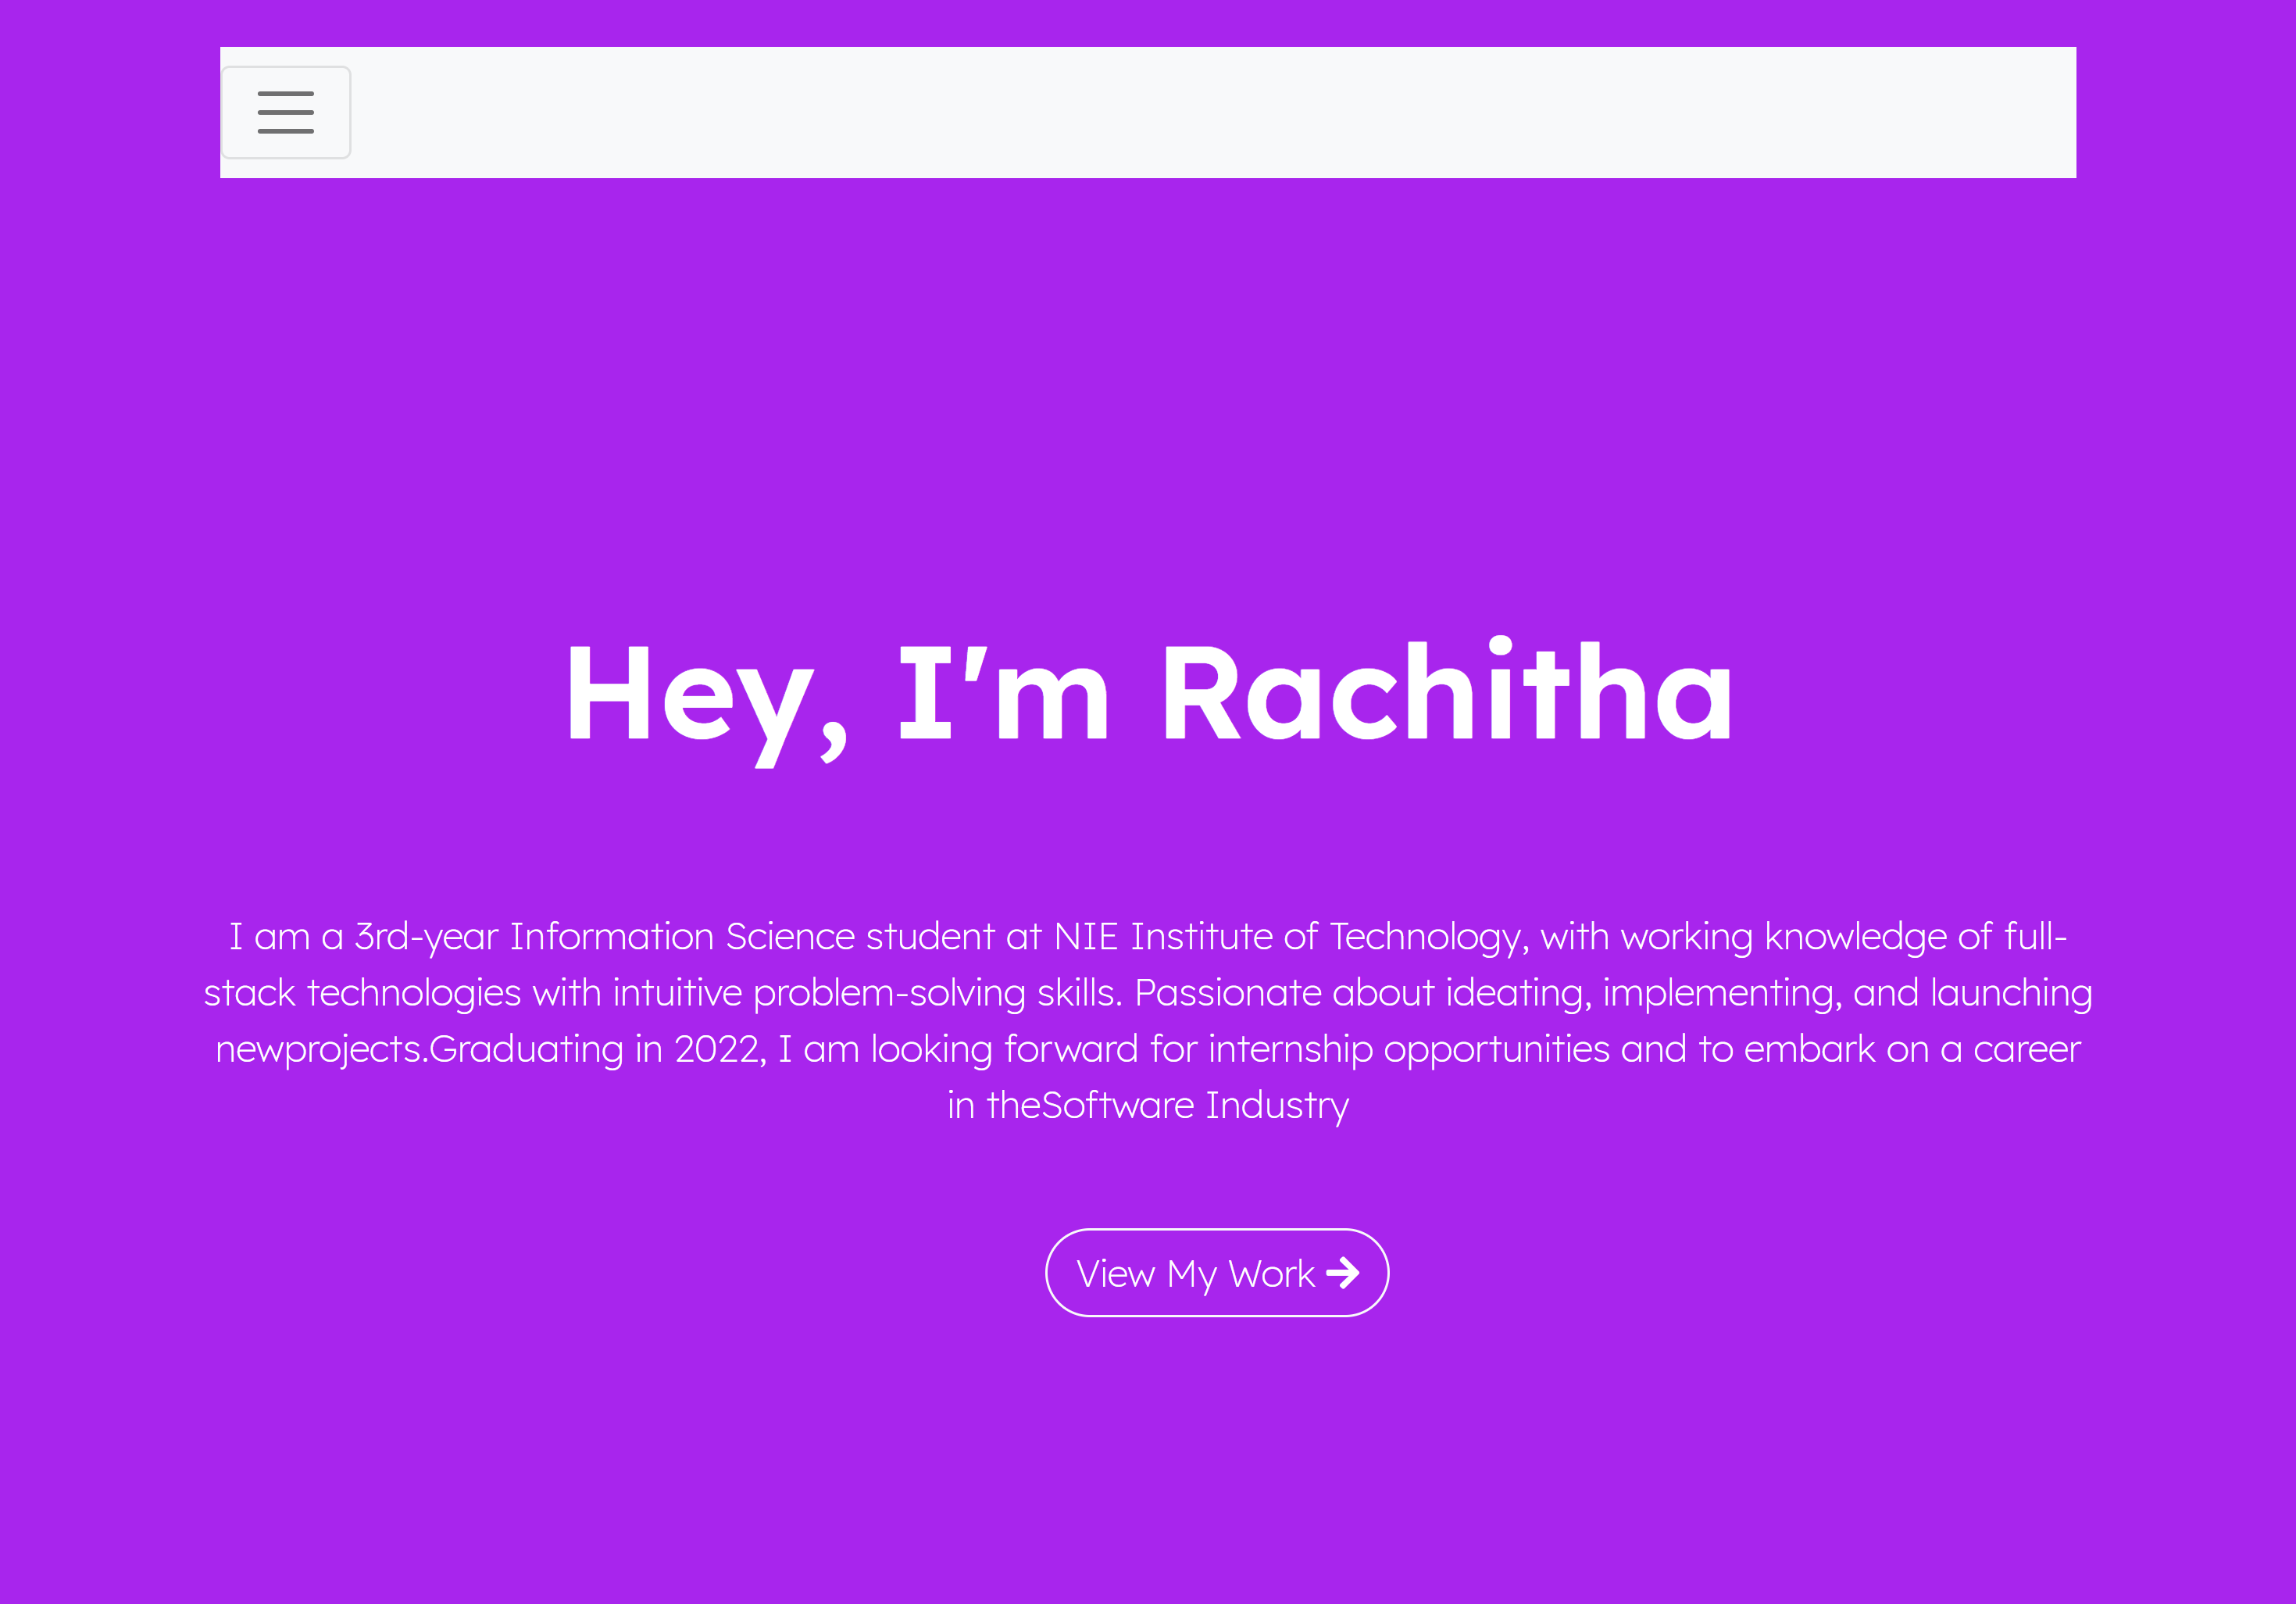 Hey, I'm Rachitha
I am a 3rd-year Information Science student at NIE Institute of Technology, with working knowledge of full-
stack technologies with intuitive problem-solving skills. Passionate about ideating, implementing, and launching
newprojects.Graduating in 2022, I am looking forward for internship opportunities and to embark on a career
in theSoftware Industry
View My Work